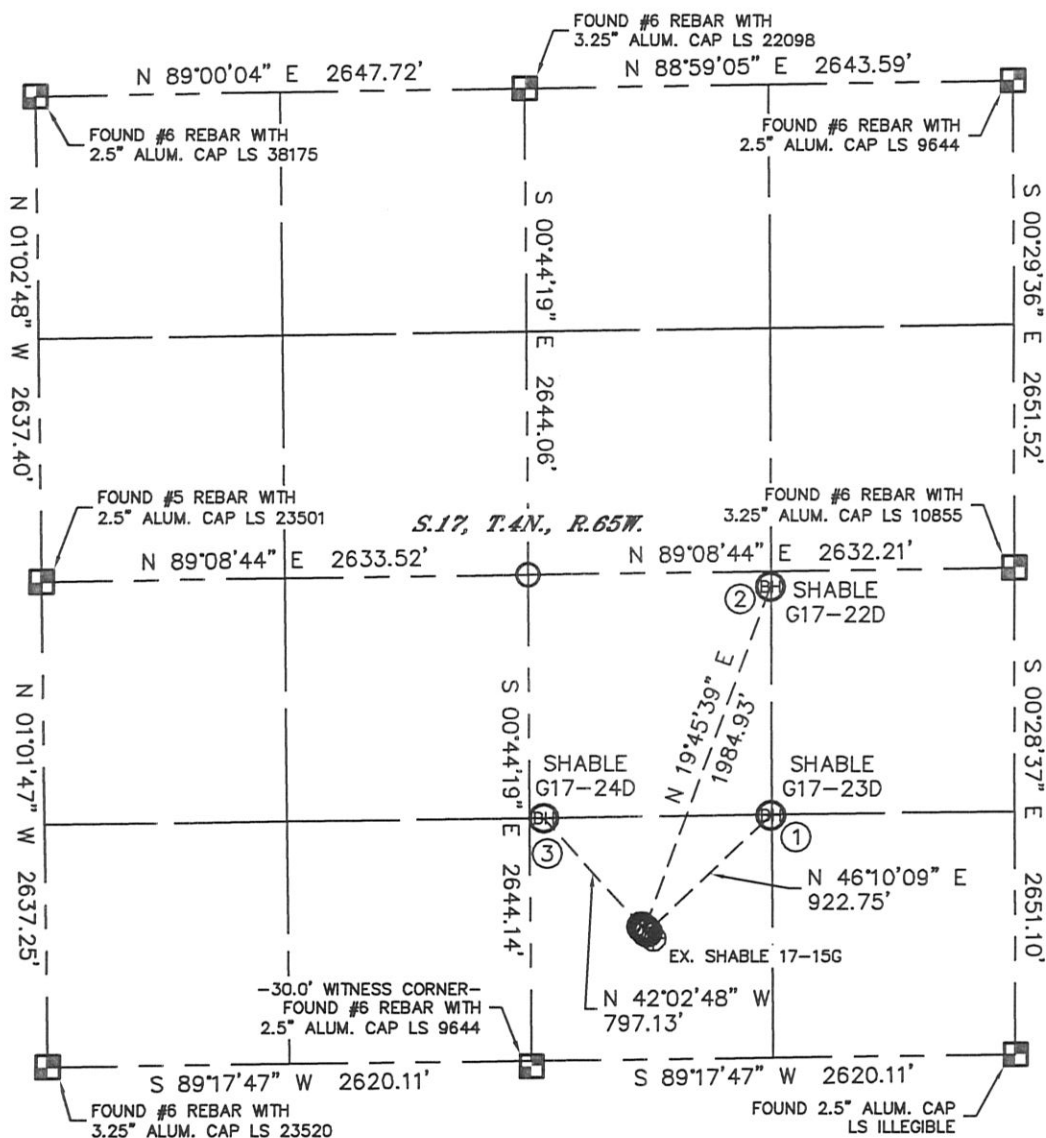 FOUND #6 REBAR WITH
3.25" ALUM. CAP LS 22098
N 89°00'04" E 2647.72'
N 88°59'05" E 2643.59'
FOUND #6 REBAR WITH
2.5" ALUM. CAP LS 38175
FOUND #6 REBAR WITH
2.5" ALUM. CAP LS 9644
N 01°02'48" W 2637.40'
S 00°44'19" E 2644.06'
S 00°29'36" E 2651.52'
FOUND #5 REBAR WITH
2.5" ALUM. CAP LS 23501
S.17, T.4N., R.65W.
FOUND #6 REBAR WITH
3.25" ALUM. CAP LS 10855
N 89°08'44" E 2633.52'
N 89°08'44" E 2632.21'
BH
2
SHABLE
G17-22D
N 01°01'47" W 2637.25'
S 00°44'19" E 2644.14'
N 19°45'39" E
1984.93'
S 00°28'37" E 2651.10'
SHABLE
G17-24D
SHABLE
G17-23D
BH
3
BH
1
N 46°10'09" E
922.75'
EX. SHABLE 17-15G
N 42°02'48" W
797.13'
-30.0' WITNESS CORNER-
FOUND #6 REBAR WITH
2.5" ALUM. CAP LS 9644
S 89°17'47" W 2620.11'
S 89°17'47" W 2620.11'
FOUND #6 REBAR WITH
3.25" ALUM. CAP LS 23520
FOUND 2.5" ALUM. CAP
LS ILLEGIBLE